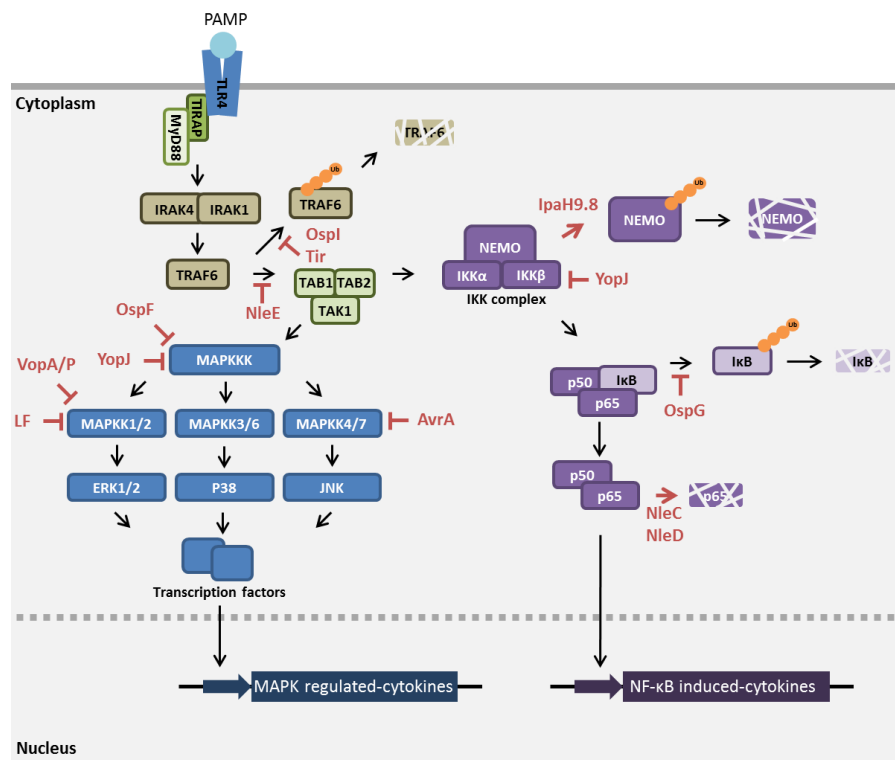 PAMP
TLR4
Cytoplasm
TIRAP
MyD88
TRAF6
Ub
IRAK4 IRAK1
TRAF6
IpaH9.8
Ub
NEMO
NEMO
OspI
Tir
NEMO
IKKα IKKβ
IKK complex
YopJ
TRAF6
TAB1 TAB2
TAK1
NleE
OspF
YopJ
MAPKKK
Ub
VopA/P
p50 IκB
p65
IκB
IκB
OspG
LF
MAPKK1/2
MAPKK3/6
MAPKK4/7
AvrA
ERK1/2
P38
JNK
p50
p65
p65
NleC
NleD
Transcription factors
MAPK regulated-cytokines
NF-κB induced-cytokines
Nucleus